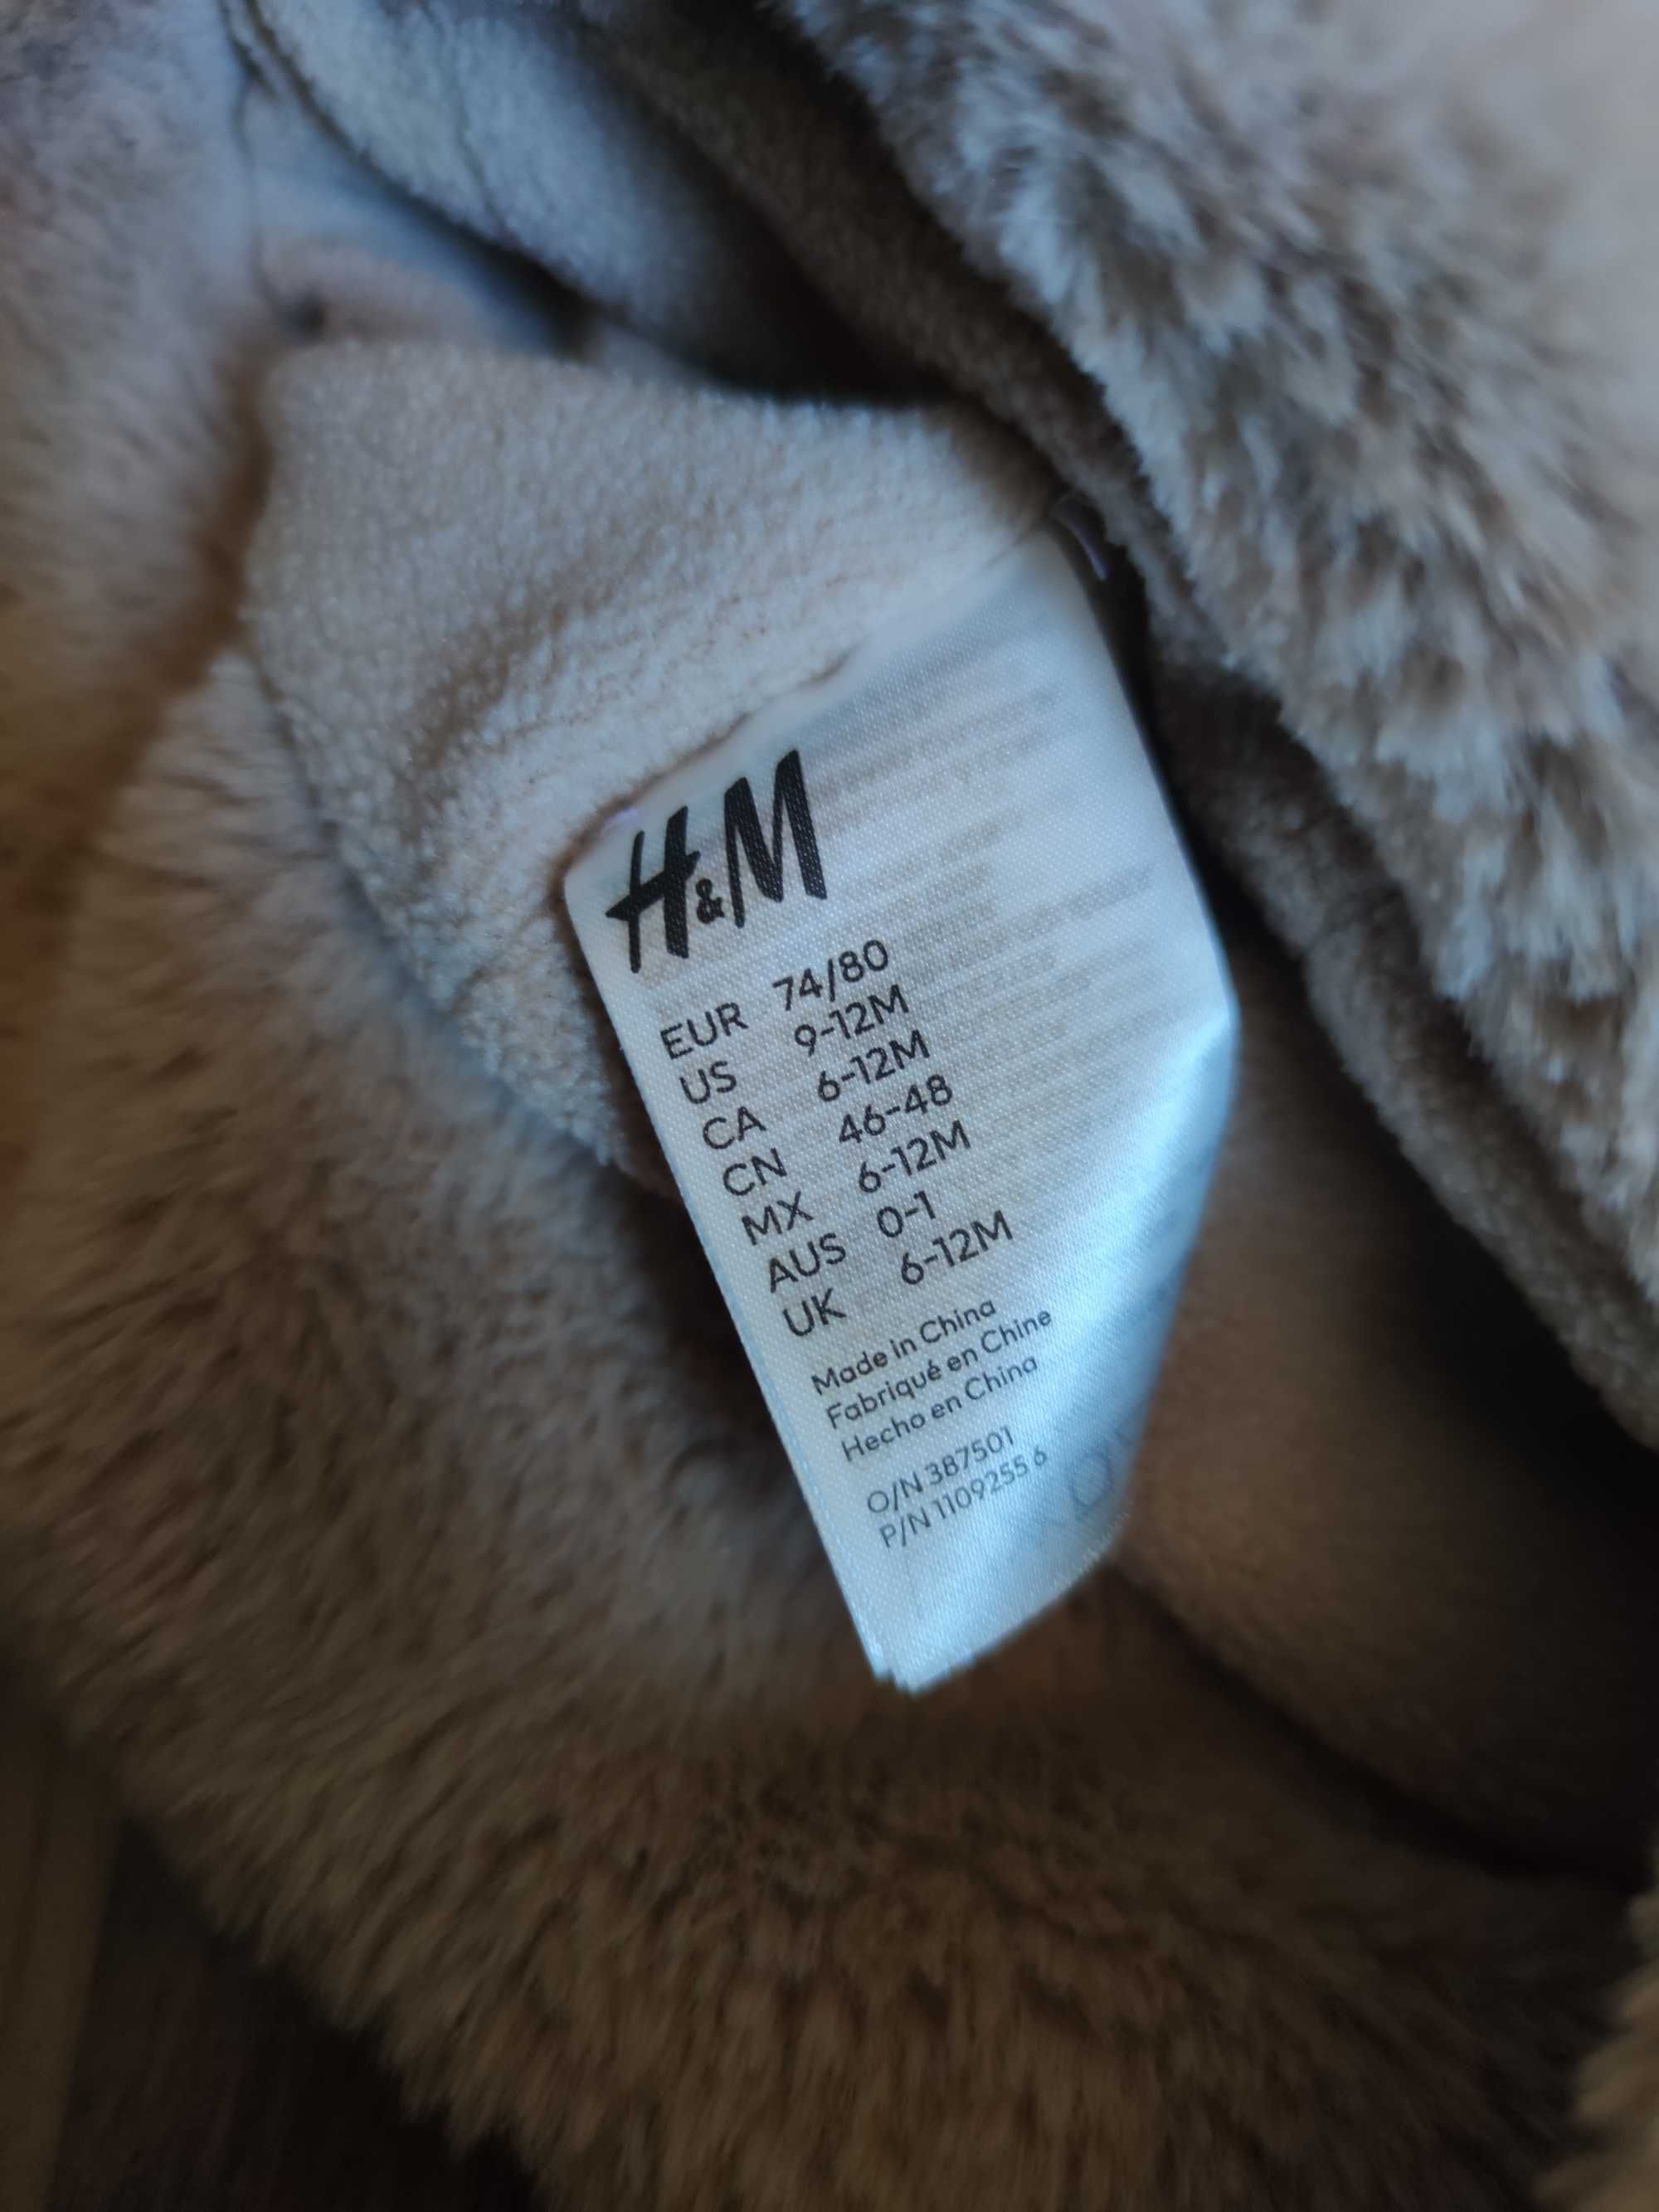 H&M
EUR 74/80
US 9-12M
CA 6-12M
CN 46-48
MX 6-12M
AUS 0-1
UK 6-12M
Made in China
Fabriqué en Chine
Hecho en China
O/N 387501
P/N 1109255 6